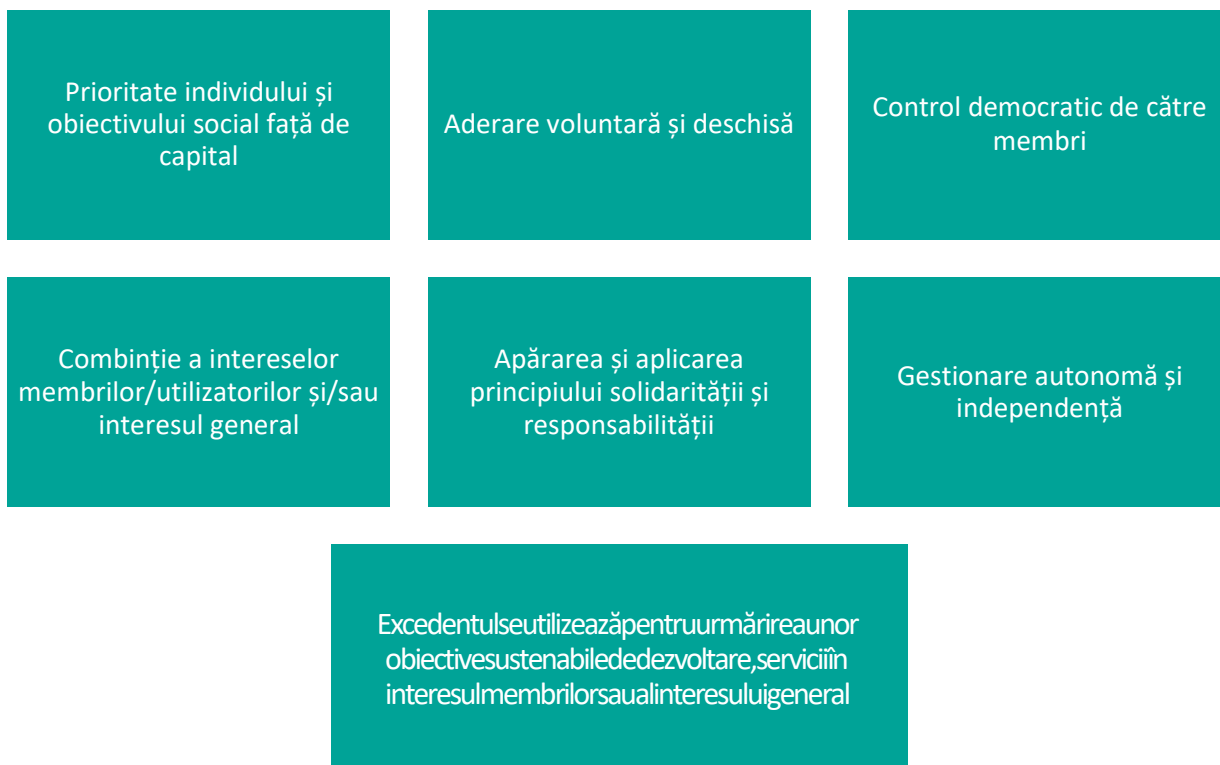 Prioritate individului și
obiectivului social față de
capital
Aderare voluntară și deschisă
Control democratic de către
membri
Combinție a intereselor
membrilor/utilizatorilor și/sau
interesul general
Apărarea și aplicarea
principiului solidarității și
responsabilității
Gestionare autonomă și
independență
Excedentulseutilizeazăpentruurmărireaunor
obiectivesustenabilededezvoltare,serviciiîn
interesulmembrilorsaualinteresuluigeneral